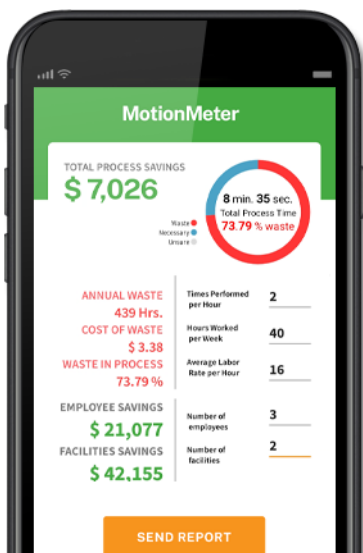 MotionMeter
TOTAL PROCESS SAVINGS
$ 7,026
Waste
Necessary
Unsure
8 min. 35 sec.
Total Process Time
73.79 % waste
ANNUAL WASTE
439 Hrs.
COST OF WASTE
$ 3.38
WASTE IN PROCESS
73.79 %
EMPLOYEE SAVINGS
$ 21,077
FACILITIES SAVINGS
$ 42,155
Times Performed
per Hour
2
Hours Worked
per Week
40
Average Labor
Rate per Hour
16
Number of
employees
3
Number of
facilities
2
SEND REPORT